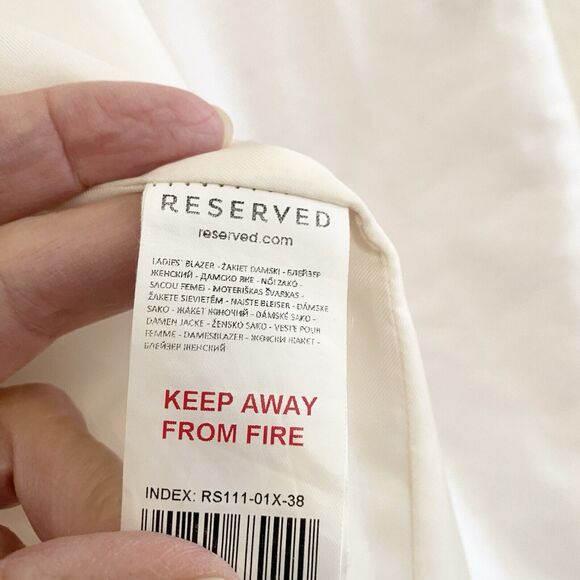 RESERVED
reserved.com
LADIES' BLAZER - ŻAKIET DAMSKI - БЛЕЙЗЕР
ЖЕНСКИЙ - ДАМСКО ЯКЕ - NŐI ZAKÓ -
SACOU FEMEI - MOTERIŠKAS ŠVARKAS -
ŽAKETE SIEVIETĒM - NAISTE BLEISER - DÁMSKE
SAKO - ЖАКЕТ ЖІНОЧИЙ - DÁMSKÉ SAKO -
DAMEN JACKE - ŽENSKO SAKO - VESTE POUR
FEMME - DAMESBLAZER - ЖЕНСКИ ЖАКЕТ -
БЛЕЙЗЕР ЖЕНСКИЙ
KEEP AWAY
FROM FIRE
INDEX: RS111-01X-38